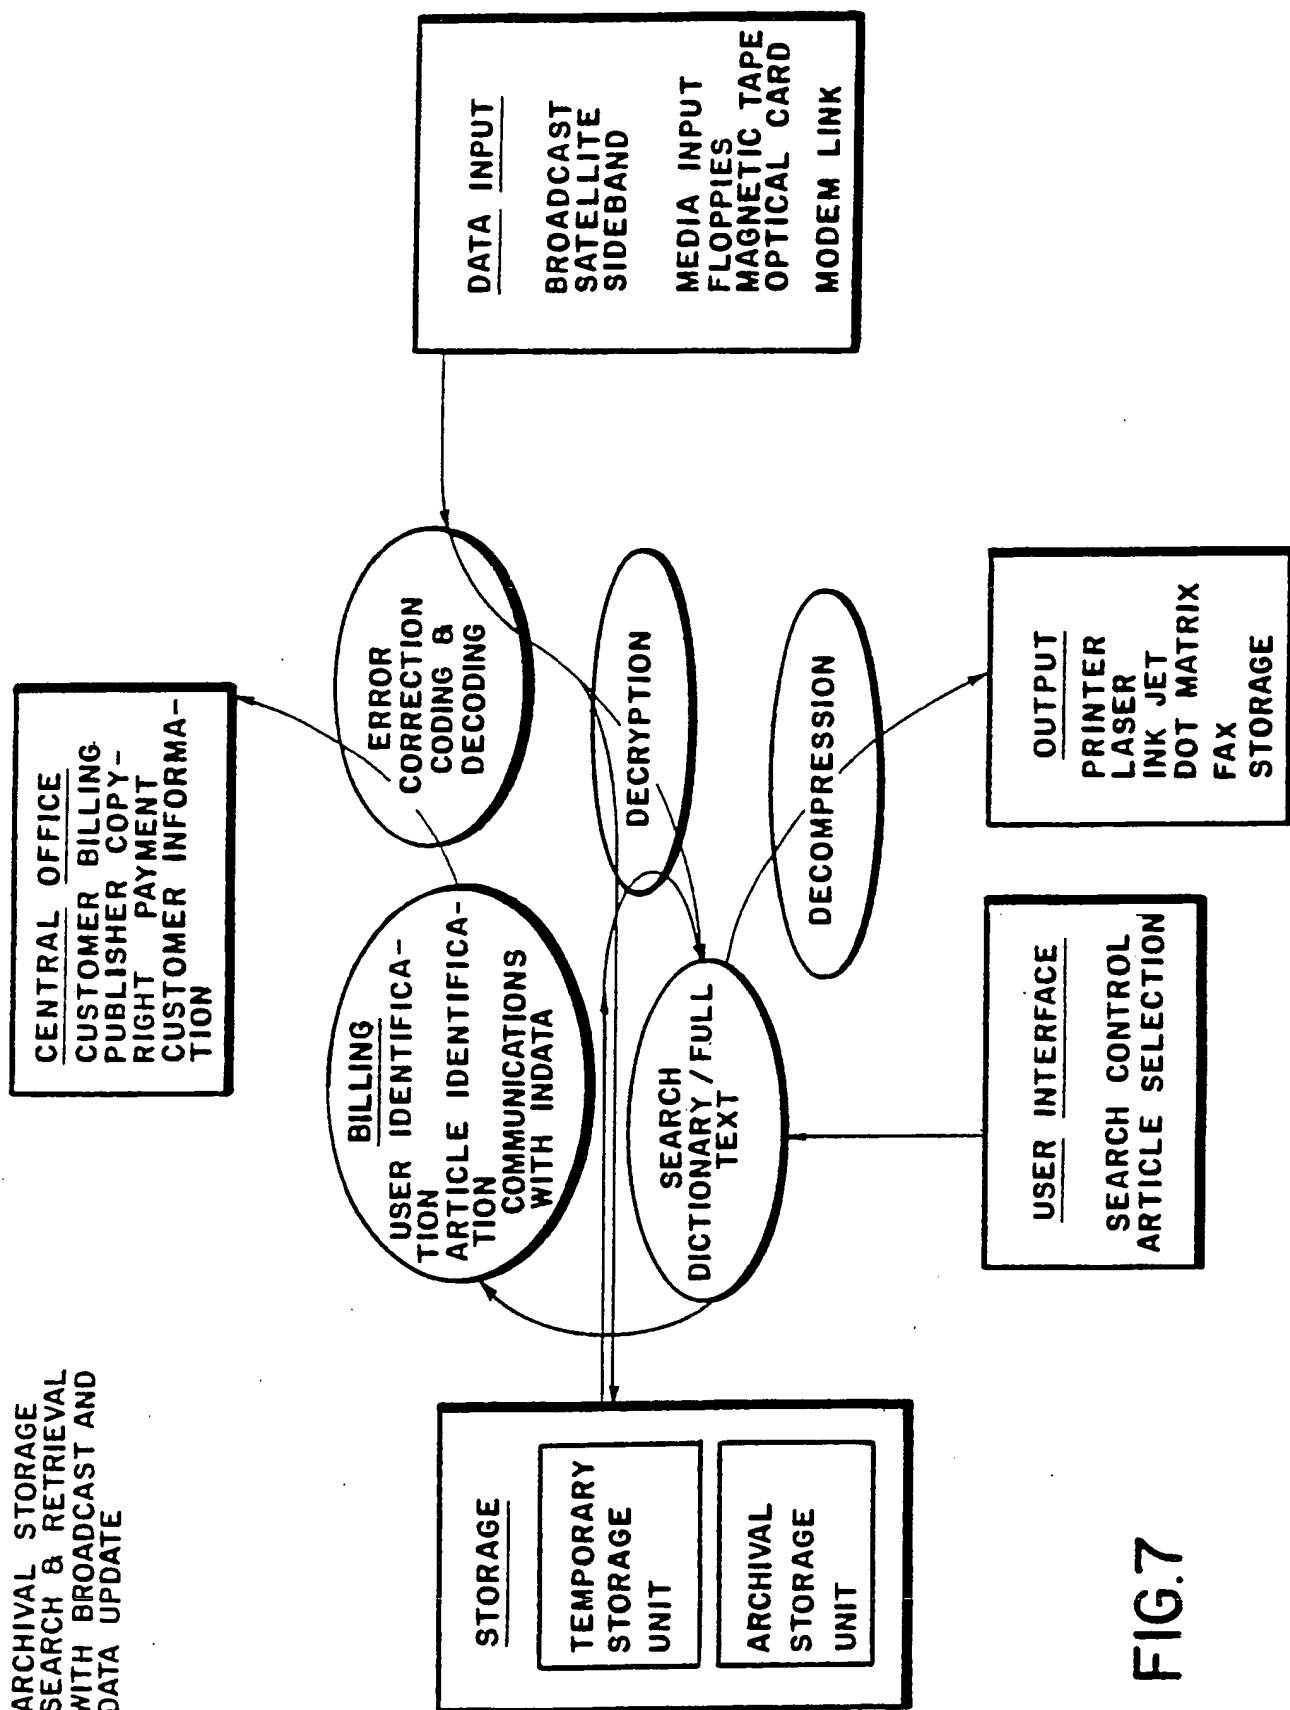 ARCHIVAL STORAGE
SEARCH & RETRIEVAL
WITH BROADCAST AND
DATA UPDATE
CENTRAL OFFICE
CUSTOMER BILLING
PUBLISHER COPY-
RIGHT PAYMENT
CUSTOMER INFORMA-
TION
BILLING
USER IDENTIFICA-
TION
ARTICLE IDENTIFICA-
TION
COMMUNICATIONS
WITH INDATA
ERROR
CORRECTION
CODING &
DECODING
DATA INPUT
BROADCAST
SATELLITE
SIDEBAND
MEDIA INPUT
FLOPPIES
MAGNETIC TAPE
OPTICAL CARD
MODEM LINK
STORAGE
TEMPORARY
STORAGE
UNIT
ARCHIVAL
STORAGE
UNIT
SEARCH
DICTIONARY/FULL
TEXT
DECRYPTION
DECOMPRESSION
USER INTERFACE
SEARCH CONTROL
ARTICLE SELECTION
OUTPUT
PRINTER
LASER
INK JET
DOT MATRIX
FAX
STORAGE
FIG.7